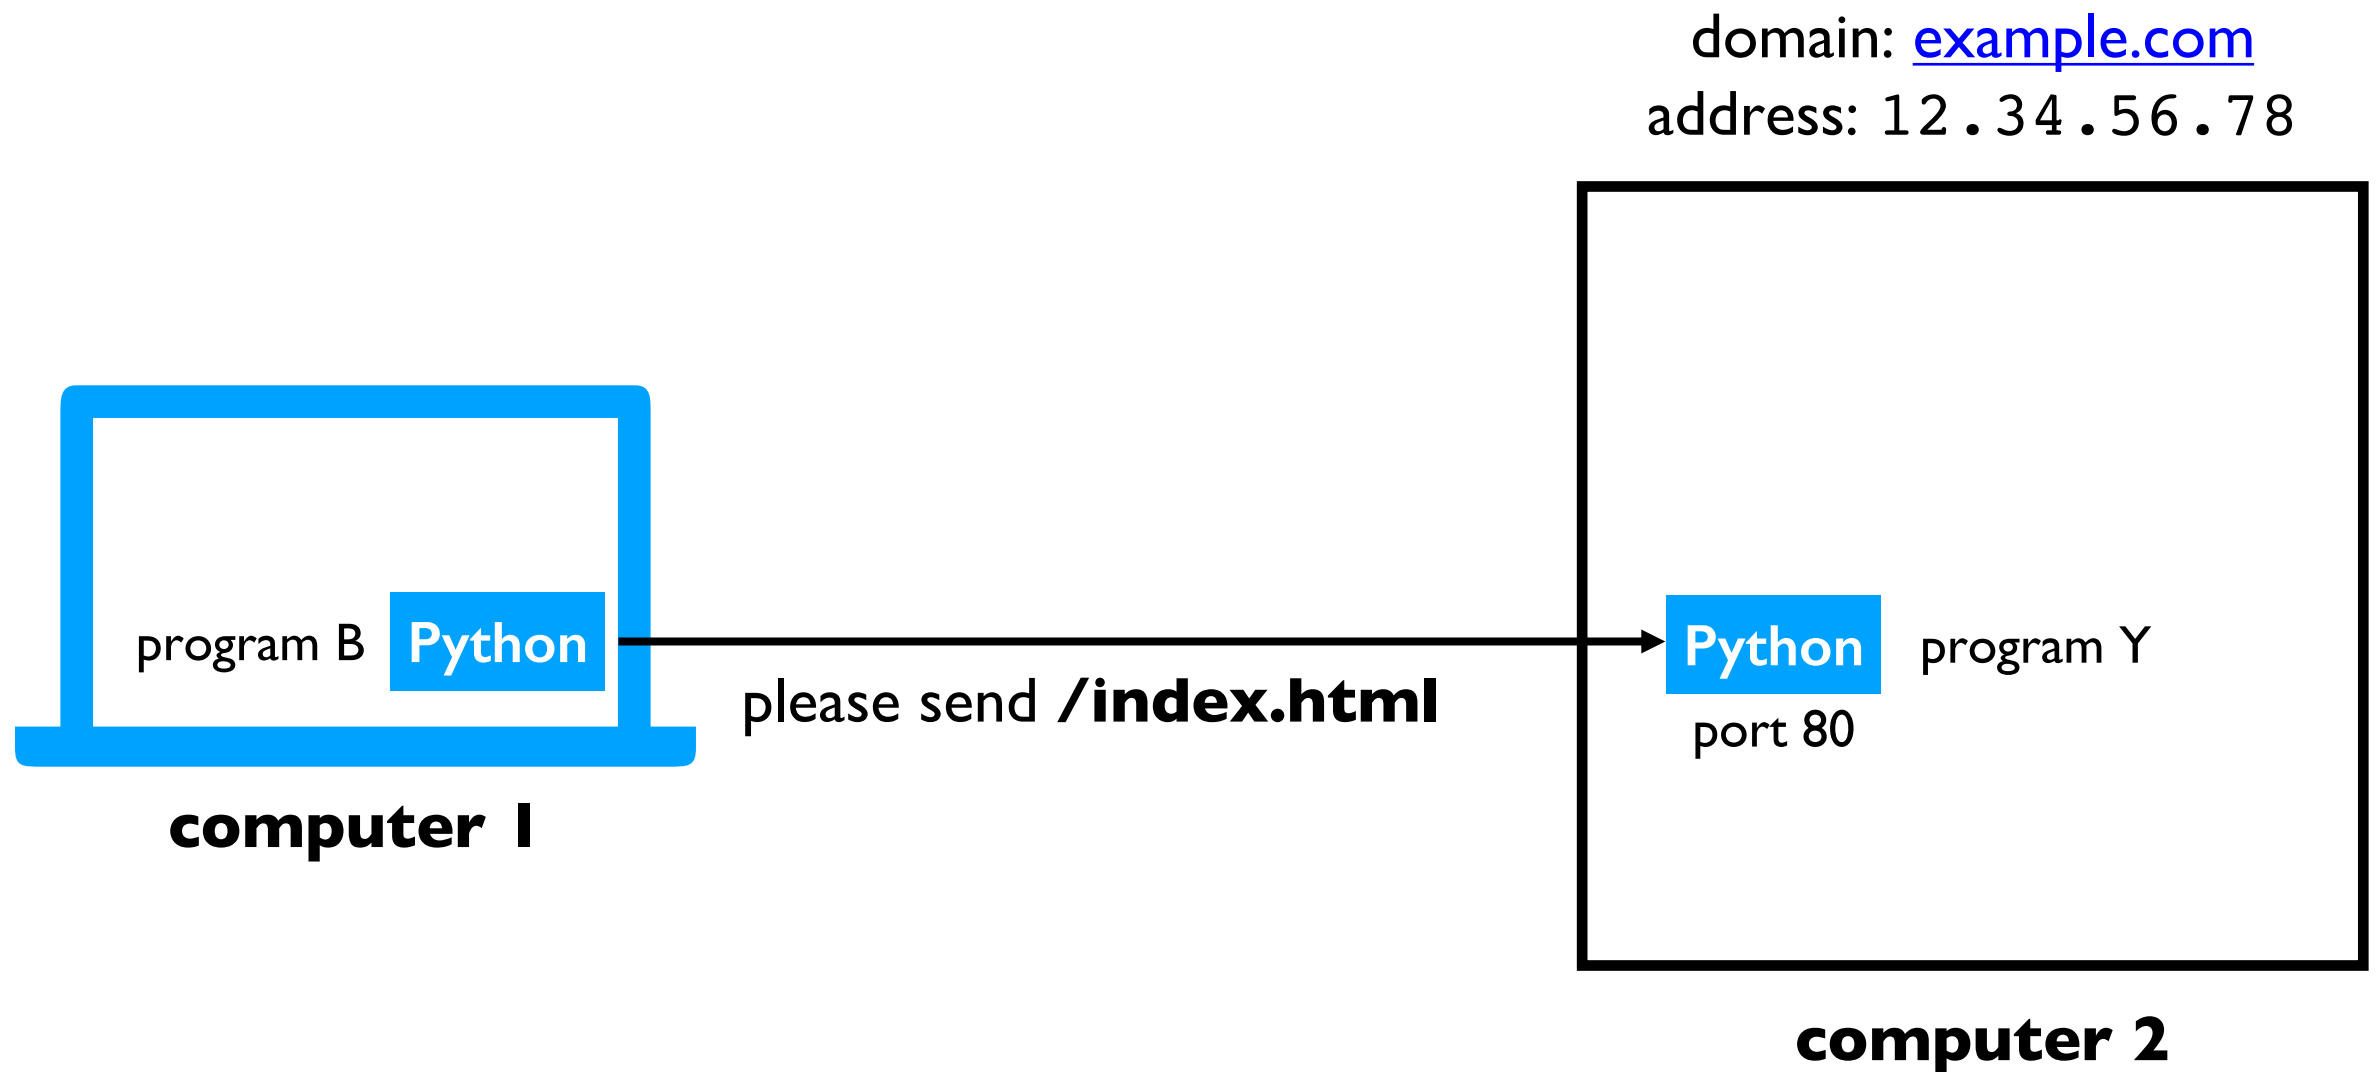 domain: example.com
address: 12.34.56.78
program B Python
please send /index.html
Python program Y
port 80
computer 1
computer 2